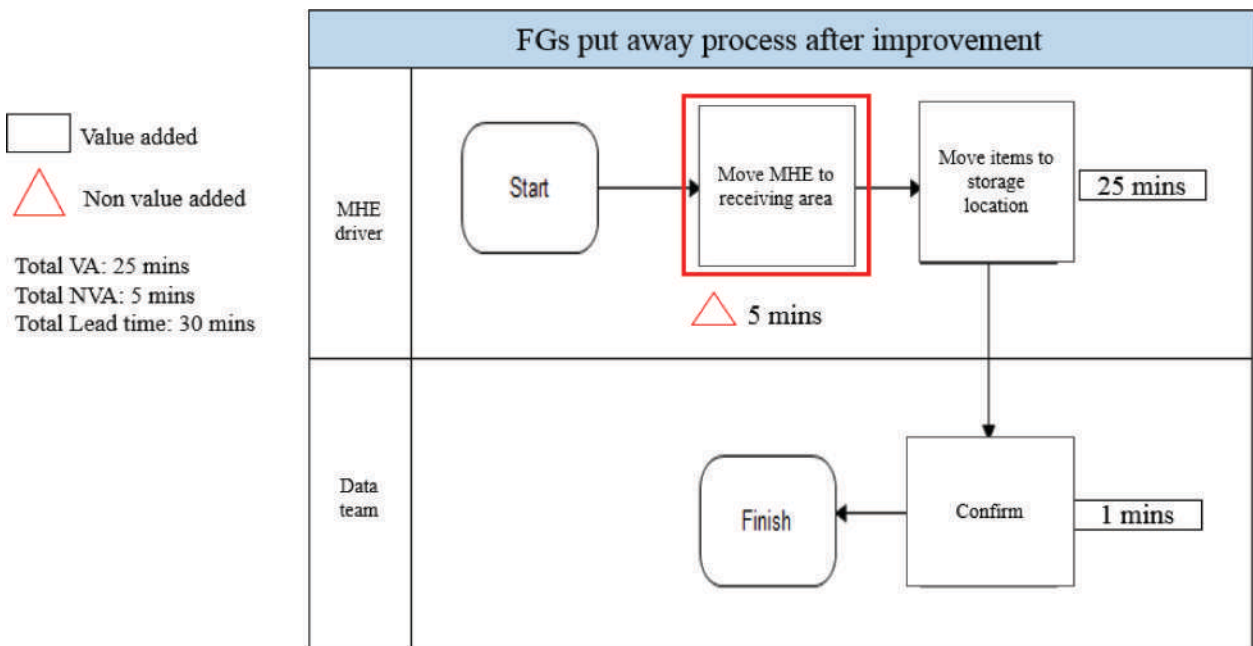 FGs put away process after improvement
Value added
Non value added
Total VA: 25 mins
Total NVA: 5 mins
Total Lead time: 30 mins
MHE
driver
Start
Move MHE to
receiving area
5 mins
Move items to
storage
location
25 mins
Data
team
Finish
Confirm
1 mins